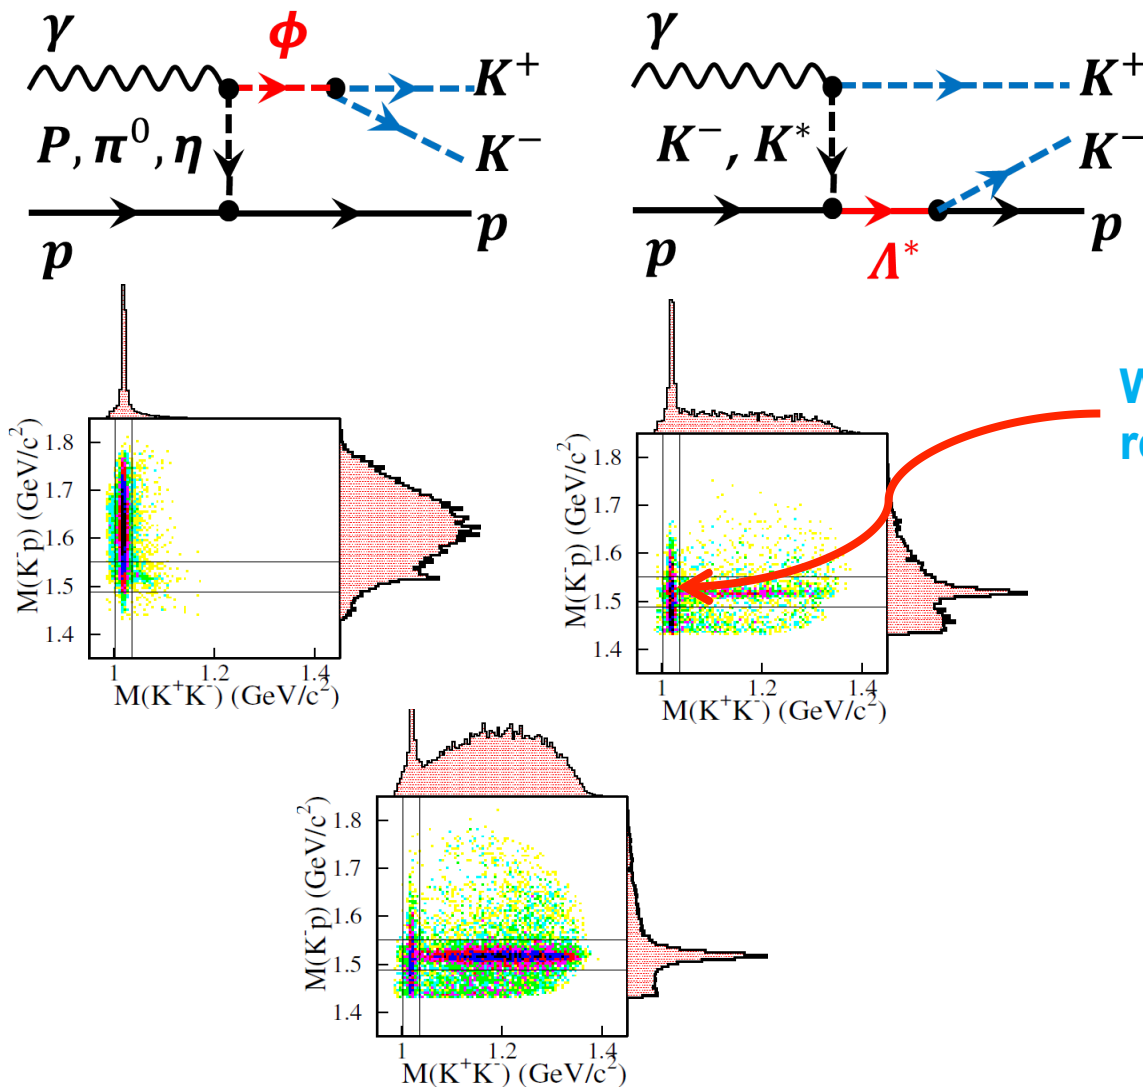 γ
ϕ
K⁺
P, π⁰, η
K⁻
p
p
γ
K⁺
K⁻, K*
K⁻
p
Λ*
p
W
M(K⁻p) (GeV/c²)
1.8
1.7
1.6
1.5
1.4
1 1.2 1.4
M(K⁺K⁻) (GeV/c²)
M(K⁻p) (GeV/c²)
1.8
1.7
1.6
1.5
1.4
1 1.2 1.4
M(K⁺K⁻) (GeV/c²)
M(K⁻p) (GeV/c²)
1.8
1.7
1.6
1.5
1.4
1 1.2 1.4
M(K⁺K⁻) (GeV/c²)